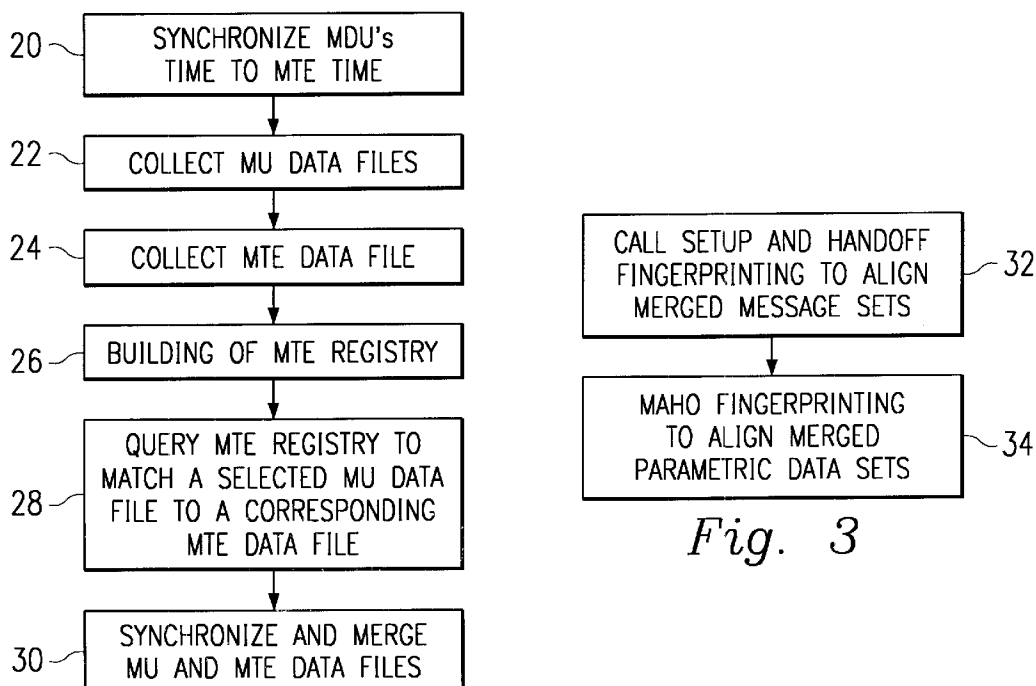 20
SYNCHRONIZE MDU's
TIME TO MTE TIME
22
COLLECT MU DATA FILES
24
COLLECT MTE DATA FILE
26
BUILDING OF MTE REGISTRY
28
QUERY MTE REGISTRY TO
MATCH A SELECTED MU DATA
FILE TO A CORRESPONDING
MTE DATA FILE
30
SYNCHRONIZE AND MERGE
MU AND MTE DATA FILES
CALL SETUP AND HANDOFF
FINGERPRINTING TO ALIGN
MERGED MESSAGE SETS
32
MAHO FINGERPRINTING
TO ALIGN MERGED
PARAMETRIC DATA SETS
34
Fig. 3